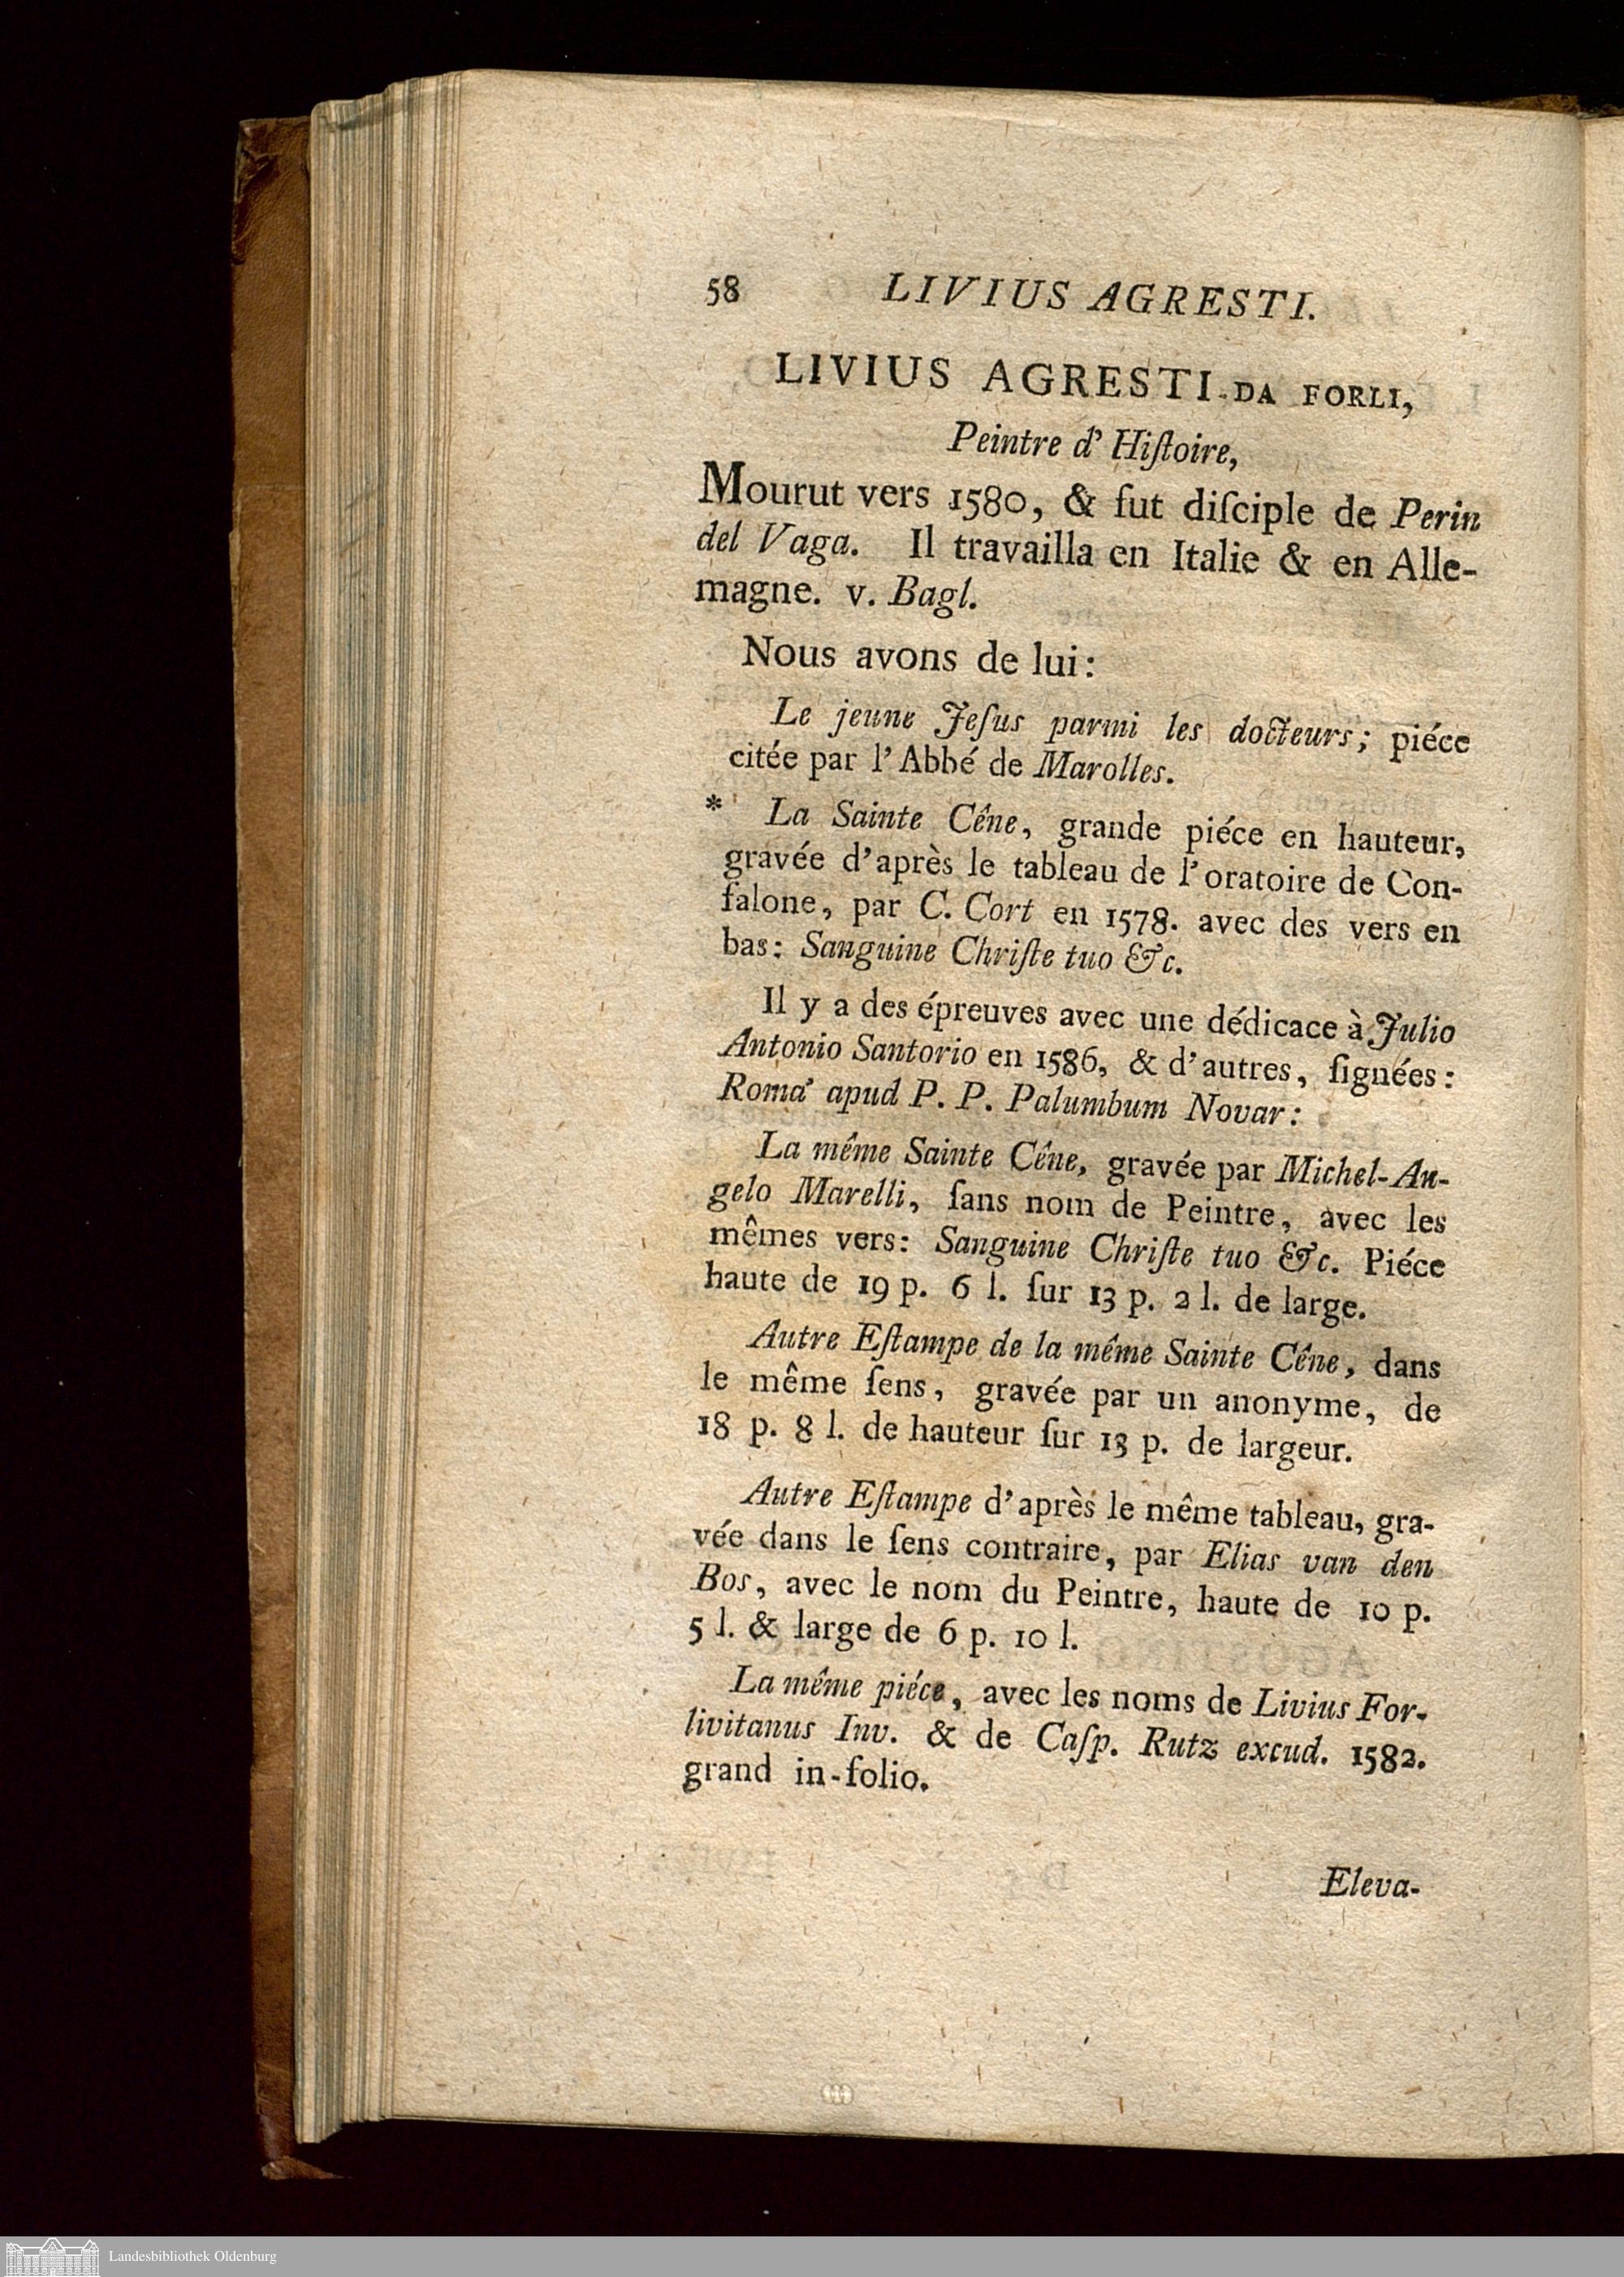 58 LIVIUS AGRESTI.
LIVIUS AGRESTI DA FORLI,
Peintre d' Hiſtoire,
Mourut vers 1580, & fut diſciple de Perin
del Vaga. Il travailla en Italie & en Alle-
magne. v. Bagl.
Nous avons de lui:
Le jeune Jeſus parmi les docteurs; piéce
citée par l'Abbé de Marolles.
* La Sainte Cêne, grande piéce en hauteur,
gravée d'après le tableau de l'oratoire de Con-
falone, par C. Cort en 1578. avec des vers en
bas: Sanguine Chriſte tuo &c.
Il y a des épreuves avec une dédicace à Julio
Antonio Santorio en 1586, & d'autres, ſignées:
Roma' apud P. P. Palumbum Novar:
La même Sainte Cêne, gravée par Michel-An-
gelo Marelli, ſans nom de Peintre, avec les
mêmes vers: Sanguine Chriſte tuo &c. Piéce
haute de 19 p. 6 l. ſur 13 p. 2 l. de large.
Autre Eſtampe de la même Sainte Cêne, dans
le même ſens, gravée par un anonyme, de
18 p. 8 l. de hauteur ſur 13 p. de largeur.
Autre Eſtampe d'après le même tableau, gra-
vée dans le ſens contraire, par Elias van den
Bos, avec le nom du Peintre, haute de 10 p.
5 l. & large de 6 p. 10 l.
La même piéce, avec les noms de Livius For-
livitanus Inv. & de Caſp. Rutz excud. 1582.
grand in-folio.
Eleva-
Landesbibliothek Oldenburg